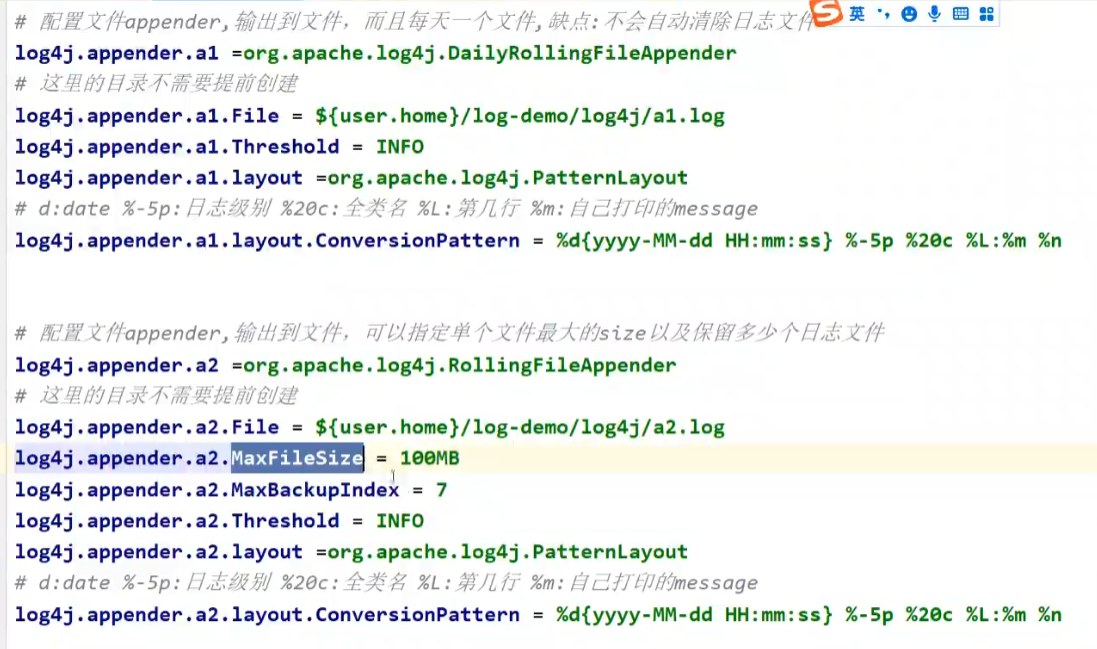 # 配置文件appender,输出到文件，而且每天一个文件,缺点:不会自动清除日志文件
英
log4j.appender.a1 =org.apache.log4j.DailyRollingFileAppender
# 这里的目录不需要提前创建
log4j.appender.a1.File = ${user.home}/log-demo/log4j/a1.log
log4j.appender.a1.Threshold = INFO
log4j.appender.a1.layout =org.apache.log4j.PatternLayout
# d:date %-5p:日志级别 %20c:全类名 %L:第几行 %m:自己打印的message
log4j.appender.a1.layout.ConversionPattern = %d{yyyy-MM-dd HH:mm:ss} %-5p %20c %L:%m %n
# 配置文件appender,输出到文件，可以指定单个文件最大的size以及保留多少个日志文件
log4j.appender.a2 =org.apache.log4j.RollingFileAppender
# 这里的目录不需要提前创建
log4j.appender.a2.File = ${user.home}/log-demo/log4j/a2.log
log4j.appender.a2.MaxFileSize = 100MB
log4j.appender.a2.MaxBackupIndex = 7
log4j.appender.a2.Threshold = INFO
log4j.appender.a2.layout =org.apache.log4j.PatternLayout
# d:date %-5p:日志级别 %20c:全类名 %L:第几行 %m:自己打印的message
log4j.appender.a2.layout.ConversionPattern = %d{yyyy-MM-dd HH:mm:ss} %-5p %20c %L:%m %n